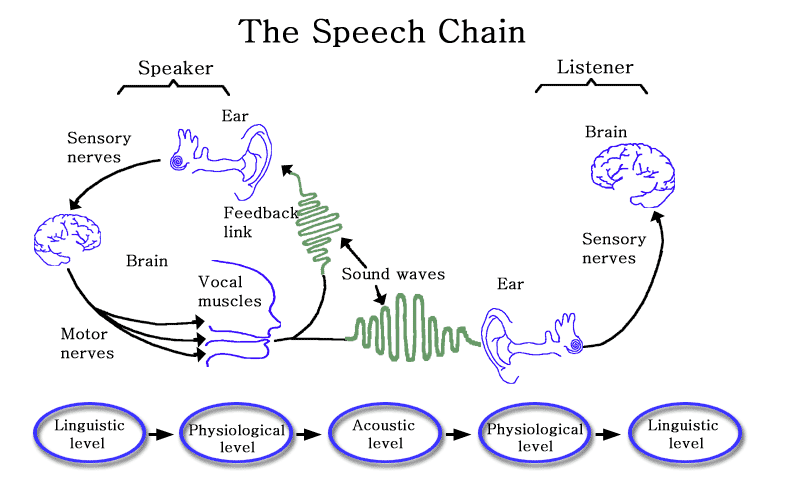 The Speech Chain
Speaker
Listener
Ear
Brain
Sensory
nerves
Feedback
link
Sensory
nerves
Brain
Sound waves
Vocal
muscles
Ear
Motor
nerves
Linguistic
level
Physiological
level
Acoustic
level
Physiological
level
Linguistic
level